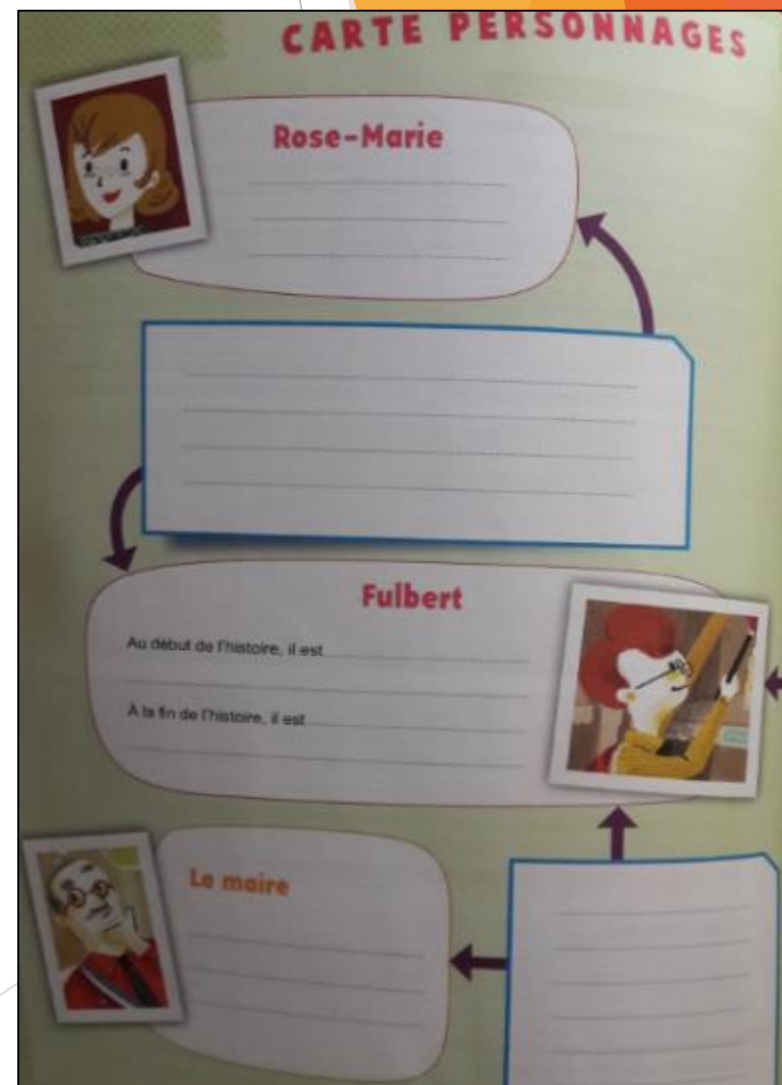 CARTE PERSONNAGES
Rose-Marie
Fulbert
Au début de l'histoire, il est
À la fin de l'histoire, il est
Le maire